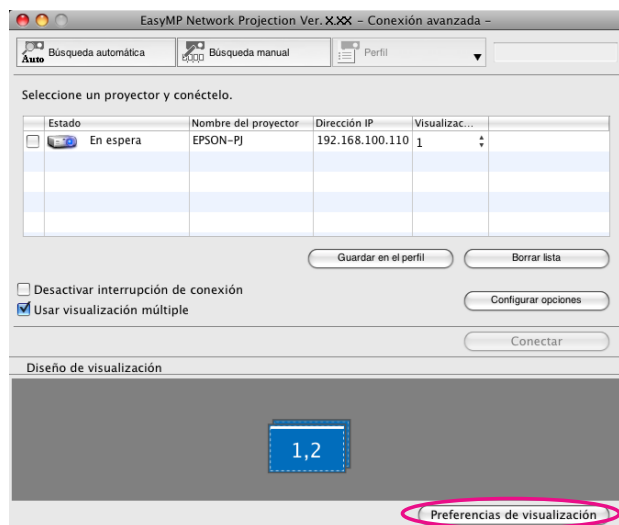 EasyMP Network Projection Ver. X.XX – Conexión avanzada –
Auto Búsqueda automática Búsqueda manual Perfil
Seleccione un proyector y conéctelo.
Estado Nombre del proyector Dirección IP Visualizac...
En espera EPSON-PJ 192.168.100.110 1
Guardar en el perfil Borrar lista
Desactivar interrupción de conexión
Usar visualización múltiple
Configurar opciones
Conectar
Diseño de visualización
1,2
Preferencias de visualización